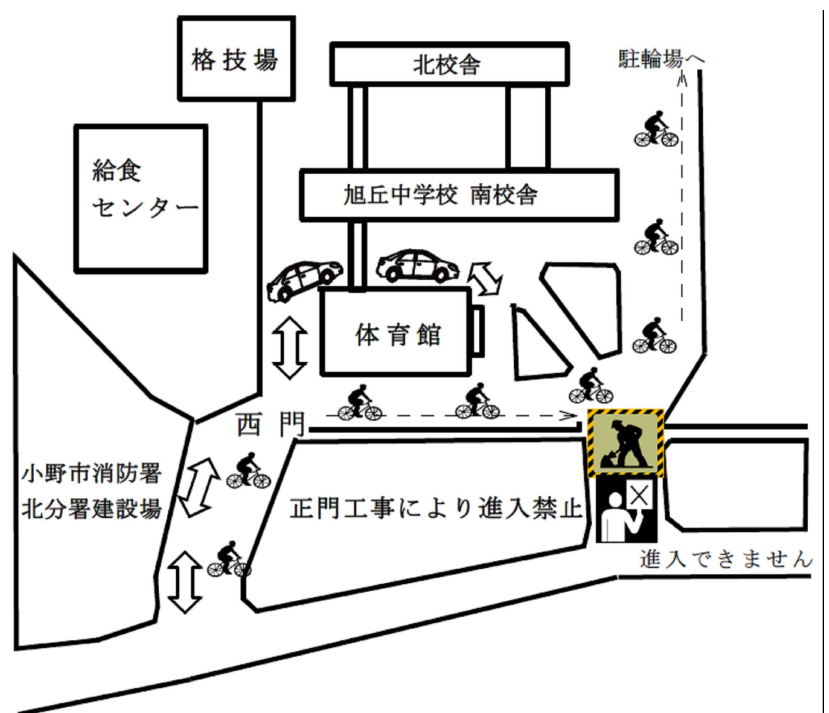 格技場
北校舎
駐輪場へ
給食
センター
旭丘中学校 南校舎
体育館
西門
小野市消防署
北分署建設場
正門工事により進入禁止
進入できません